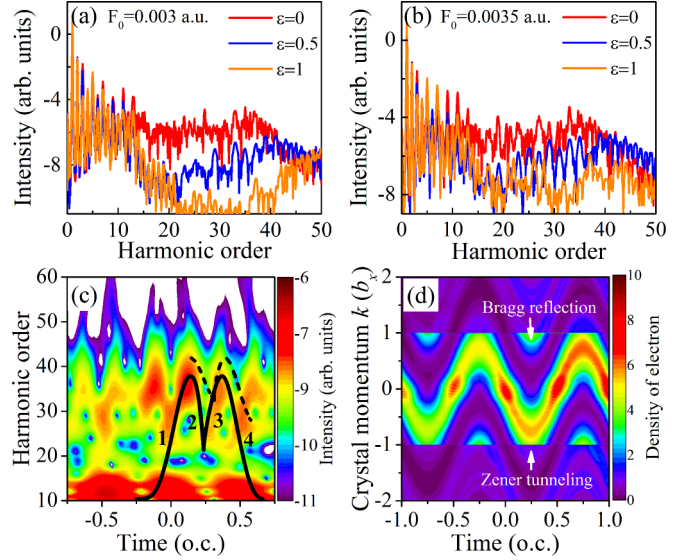 (a) F₀=0.003 a.u.
ε=0
ε=0.5
ε=1
-4
-8
Intensity (arb. units)
0 10 20 30 40 50
Harmonic order
(b) F₀=0.0035 a.u.
ε=0
ε=0.5
ε=1
0
-4
-8
Intensity (arb. units)
0 10 20 30 40 50
Harmonic order
(c)
60
50
40
30
20
10
Harmonic order
1 2 3 4
-0.5 0.0 0.5
Time (o.c.)
-6
-7
-8
-9
-10
-11
Intensity (arb. units)
(d)
2
1
0
-1
-2
Crystal momentum k (bₓ)
Bragg reflection
Zener tunneling
-1.0 -0.5 0.0 0.5 1.0
Time (o.c.)
10
8
6
4
2
0
Density of electron